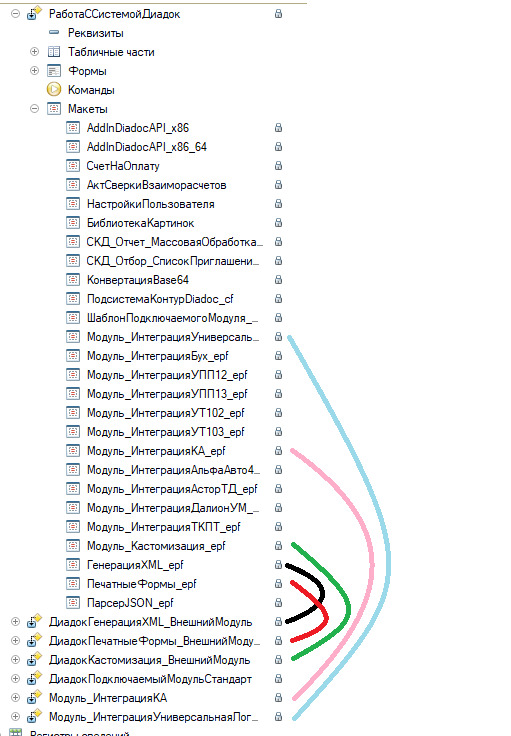 РаботаССистемойДиадок
Реквизиты
Табличные части
Формы
Команды
Макеты
AddInDiadocAPI_x86
AddInDiadocAPI_x86_64
СчетНаОплату
АктСверкиВзаиморасчетов
НастройкиПользователя
БиблиотекаКартинок
СКД_Отчет_МассоваяОбработка...
СКД_Отбор_СписокПриглашени...
КонвертацияBase64
ПодсистемаКонтурDiadoc_cf
ШаблонПодключаемогоМодуля_...
Модуль_ИнтеграцияУниверсаль...
Модуль_ИнтеграцияБух_epf
Модуль_ИнтеграцияУПП12_epf
Модуль_ИнтеграцияУПП13_epf
Модуль_ИнтеграцияУТ102_epf
Модуль_ИнтеграцияУТ103_epf
Модуль_ИнтеграцияКА_epf
Модуль_ИнтеграцияАльфаАвто4...
Модуль_ИнтеграцияАсторТД_epf
Модуль_ИнтеграцияДалионУМ_...
Модуль_ИнтеграцияТКПТ_epf
Модуль_Кастомизация_epf
ГенерацияXML_epf
ПечатныеФормы_epf
ПарсерJSON_epf
ДиадокГенерацияXML_ВнешнийМодуль
ДиадокПечатныеФормы_ВнешнийМоду...
ДиадокКастомизация_ВнешнийМодуль
ДиадокПодключаемыйМодульСтандарт
Модуль_ИнтеграцияКА
Модуль_ИнтеграцияУниверсальнаяЛог...
Регистры сведений